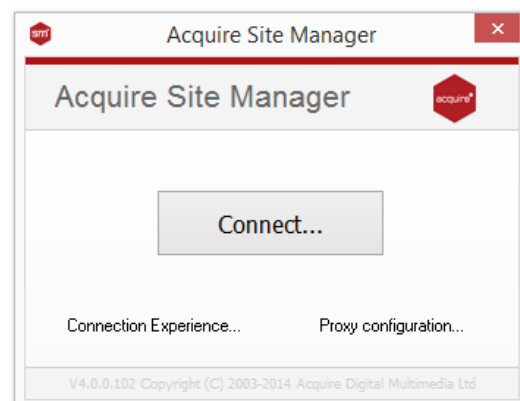 sm
Acquire Site Manager
Acquire Site Manager
acquire
Connect...
Connection Experience...
Proxy configuration...
V4.0.0.102 Copyright (C) 2003-2014 Acquire Digital Multimedia Ltd